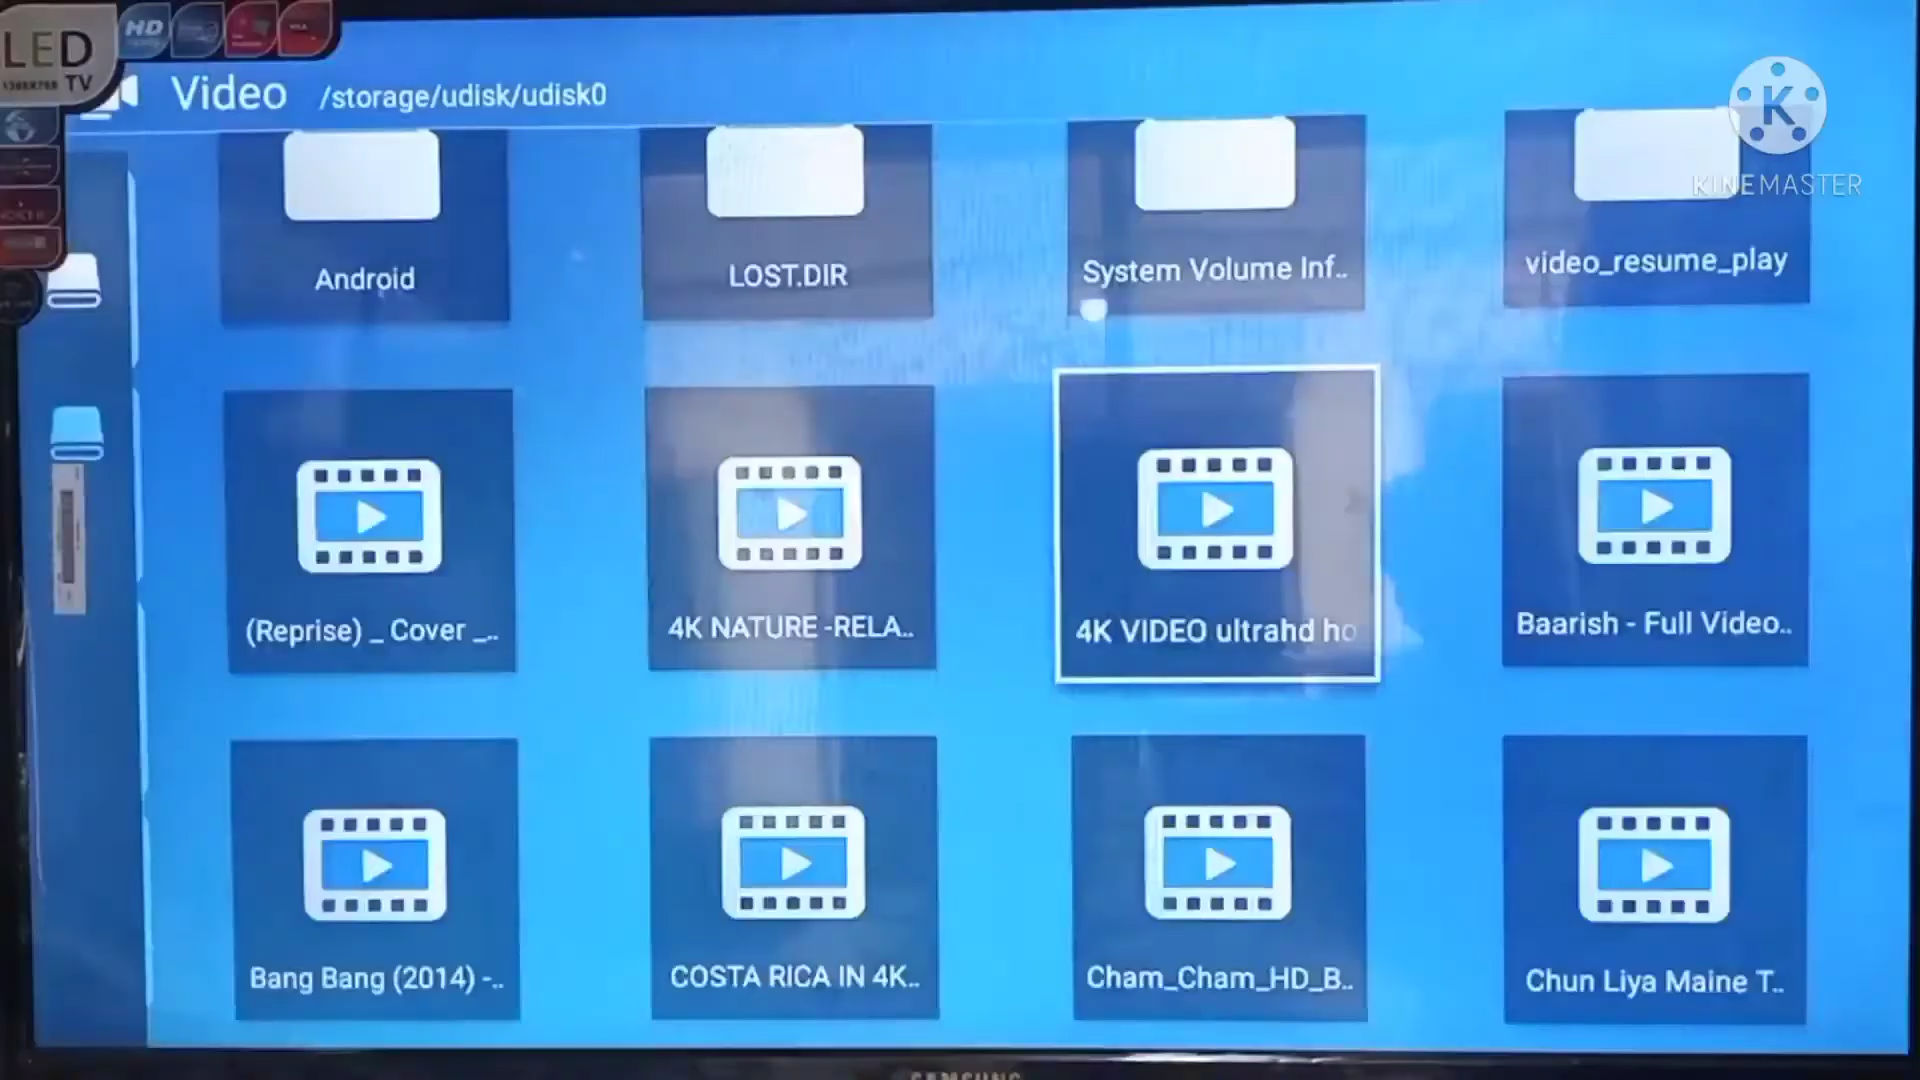 LED
TV
HD
Video
/storage/udisk/udisk0
KINEMASTER
Android
LOST.DIR
System Volume Inf..
video_resume_play
(Reprise) _ Cover _..
4K NATURE -RELA..
4K VIDEO ultrahd ho
Baarish - Full Video..
Bang Bang (2014) -..
COSTA RICA IN 4K..
Cham_Cham_HD_B..
Chun Liya Maine T..
SAMSUNG